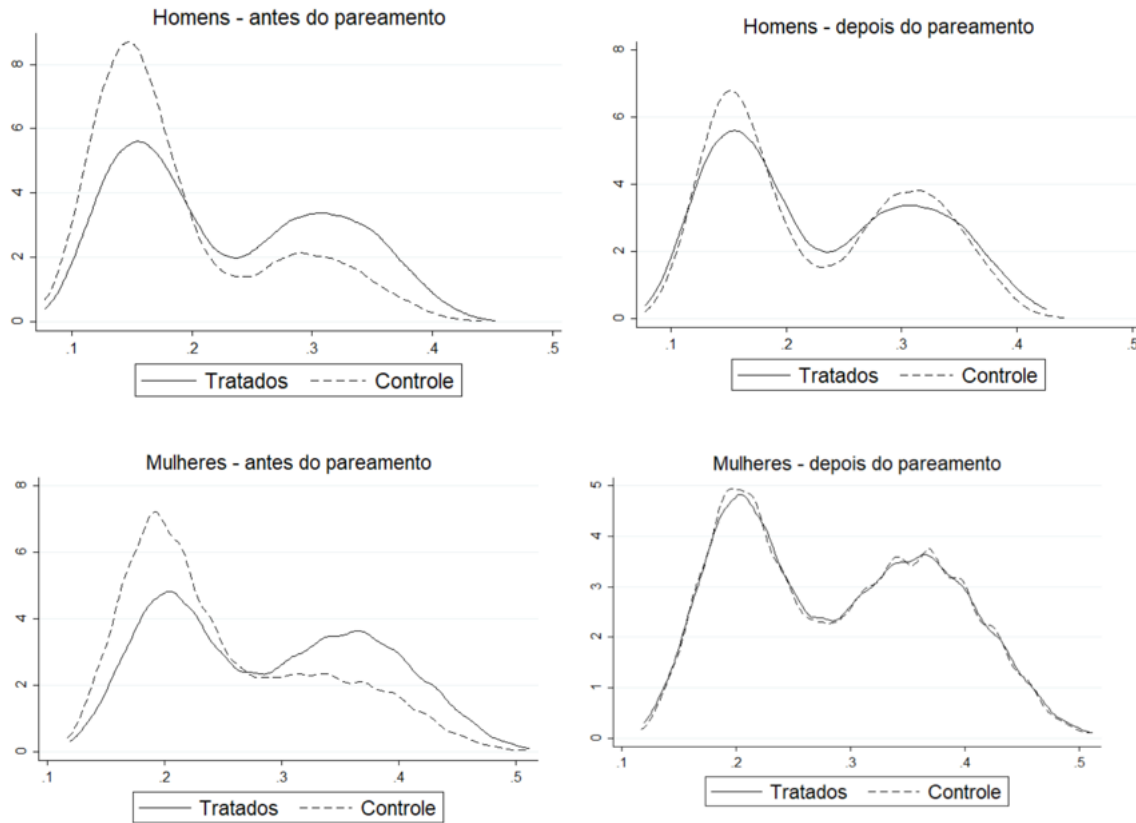 Homens - antes do pareamento
8
6
4
2
0
.1 .2 .3 .4 .5
Tratados Controle
Homens - depois do pareamento
8
6
4
2
0
.1 .2 .3 .4 .5
Tratados Controle
Mulheres - antes do pareamento
8
6
4
2
0
.1 .2 .3 .4 .5
Tratados Controle
Mulheres - depois do pareamento
5
4
3
2
1
0
.1 .2 .3 .4 .5
Tratados Controle